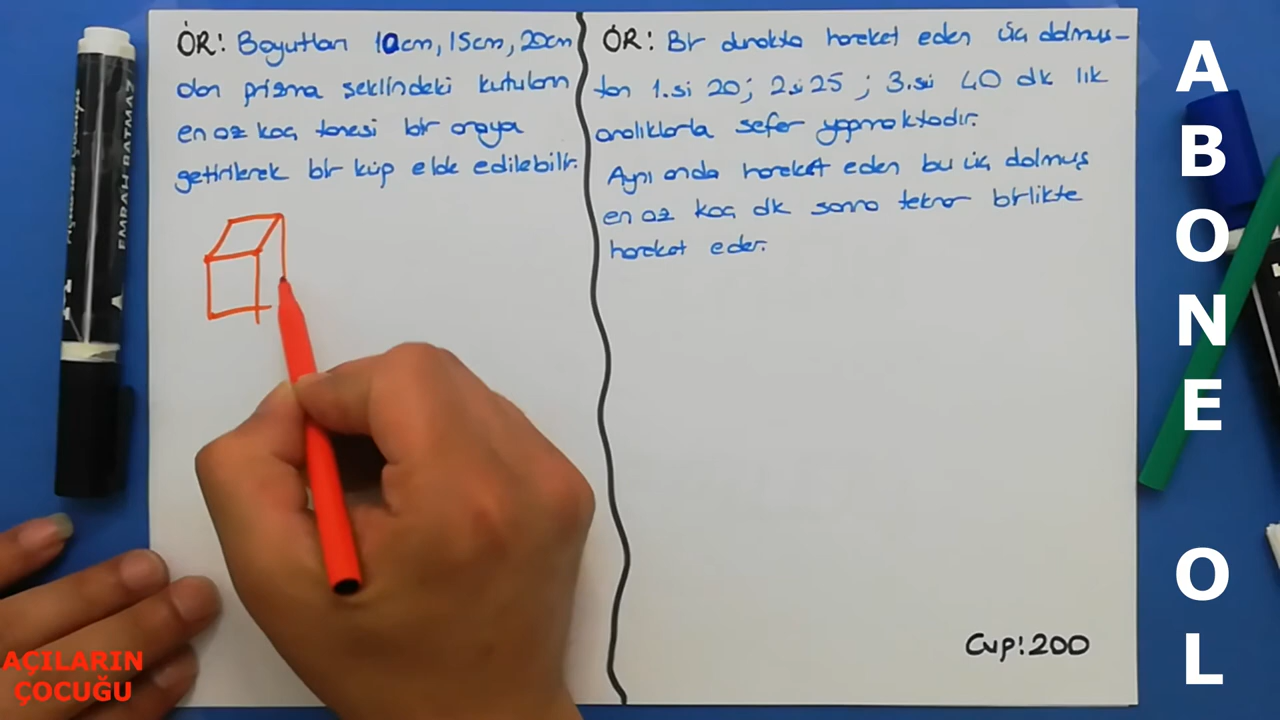 ÖR: Boyutları 10cm, 15cm, 20cm
olan prizma şeklindeki kutuların
en az kaç tanesi bir araya
getirilerek bir küp elde edilebilir.
ÖR: Bir durakta hareket eden üç dolmuş-
tan 1.si 20; 2.si 25 ; 3.sü 40 dk lık
aralıklarla sefer yapmaktadır.
Aynı anda hareket eden bu üç dolmuş
en az kaç dk sonra tekrar birlikte
hareket eder.
Cvp: 200
EMRAH BATMAZ
AÇILARIN
ÇOCUĞU
ABONE
OL